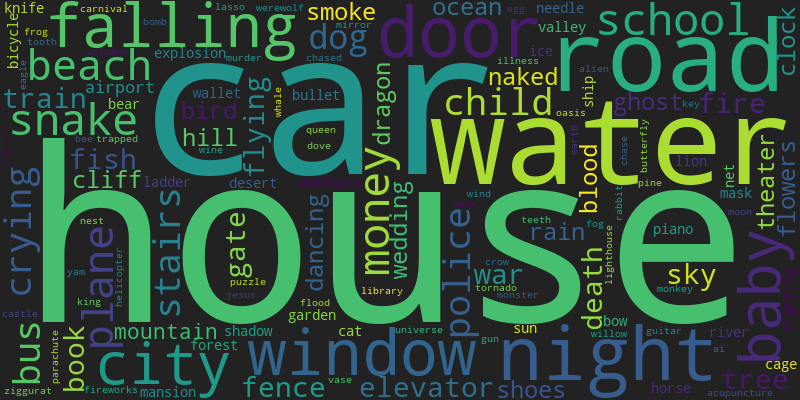 knife
carnival
lasso
werewolf
smoke
ocean
needle
falling
frog
tooth
bomb
mirror
dog
door
valley
school
clock
bicycle
explosion
murder
chased
illness
ice
egg
road
alien
eagle
beach
car
train
airport
wallet
bullet
naked
ship
key
snake
bear
bird
flying
whale
dragon
child
oasis
ghost
fire
bee
trapped
hill
queen
dove
wine
water
earth
chase
butterfly
fish
cliff
ladder
desert
money
blood
rabbit
lion
pine
net
mask
moon
theater
flowers
crying
nest
stairs
gate
dancing
wedding
house
police
wind
teeth
rain
fog
lighthouse
piano
baby
yam
plane
helicopter
puzzle
jesus
library
crow
war
tornado
monster
death
sky
monkey
king
castle
flood
garden
bus
parachute
book
mountain
shadow
forest
cat
universe
gun
sun
bow
willow
guitar
river
ai
city
window
night
cage
ziggurat
fireworks
mansion
fence
vase
elevator
shoes
horse
tree
acupuncture